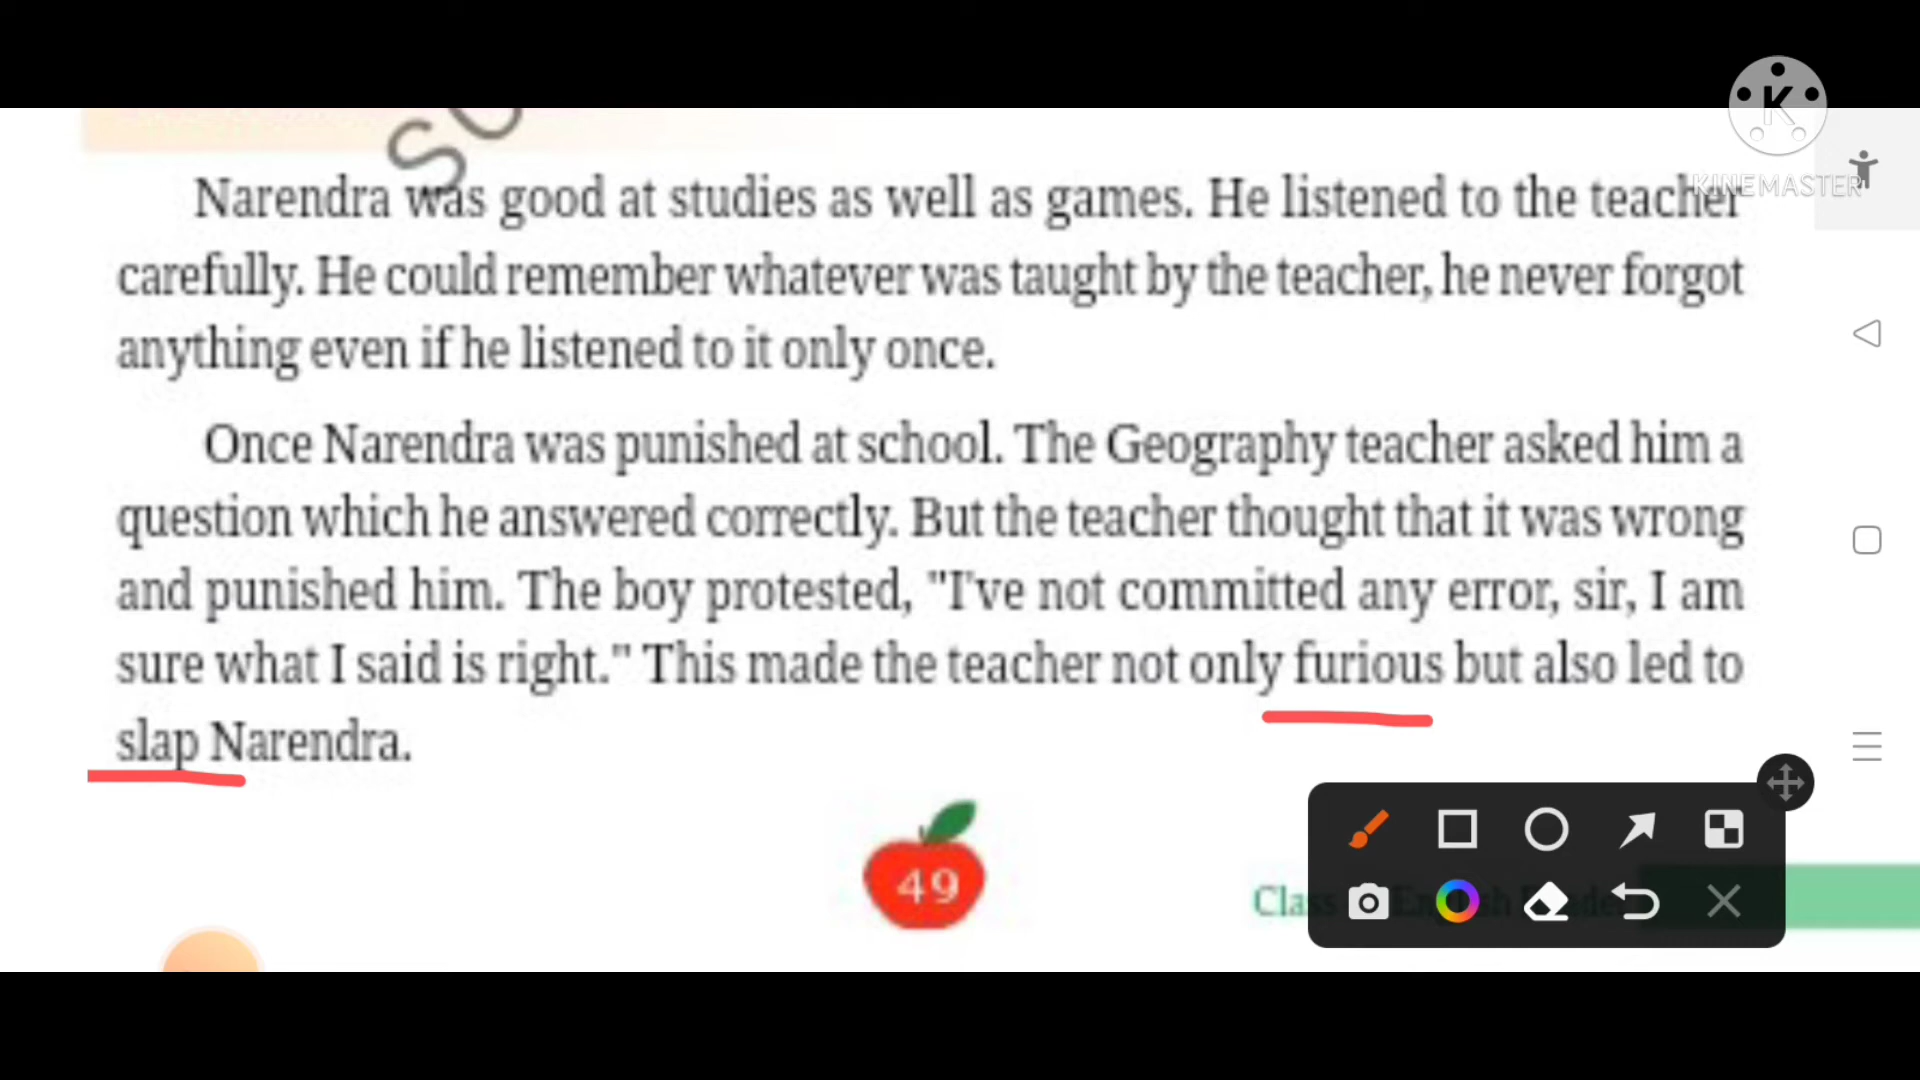 SU
KINEMASTER
Narendra was good at studies as well as games. He listened to the teacher
carefully. He could remember whatever was taught by the teacher, he never forgot
anything even if he listened to it only once.
Once Narendra was punished at school. The Geography teacher asked him a
question which he answered correctly. But the teacher thought that it was wrong
and punished him. The boy protested, "I've not committed any error, sir, I am
sure what I said is right." This made the teacher not only furious but also led to
slap Narendra.
49
Class English Reader